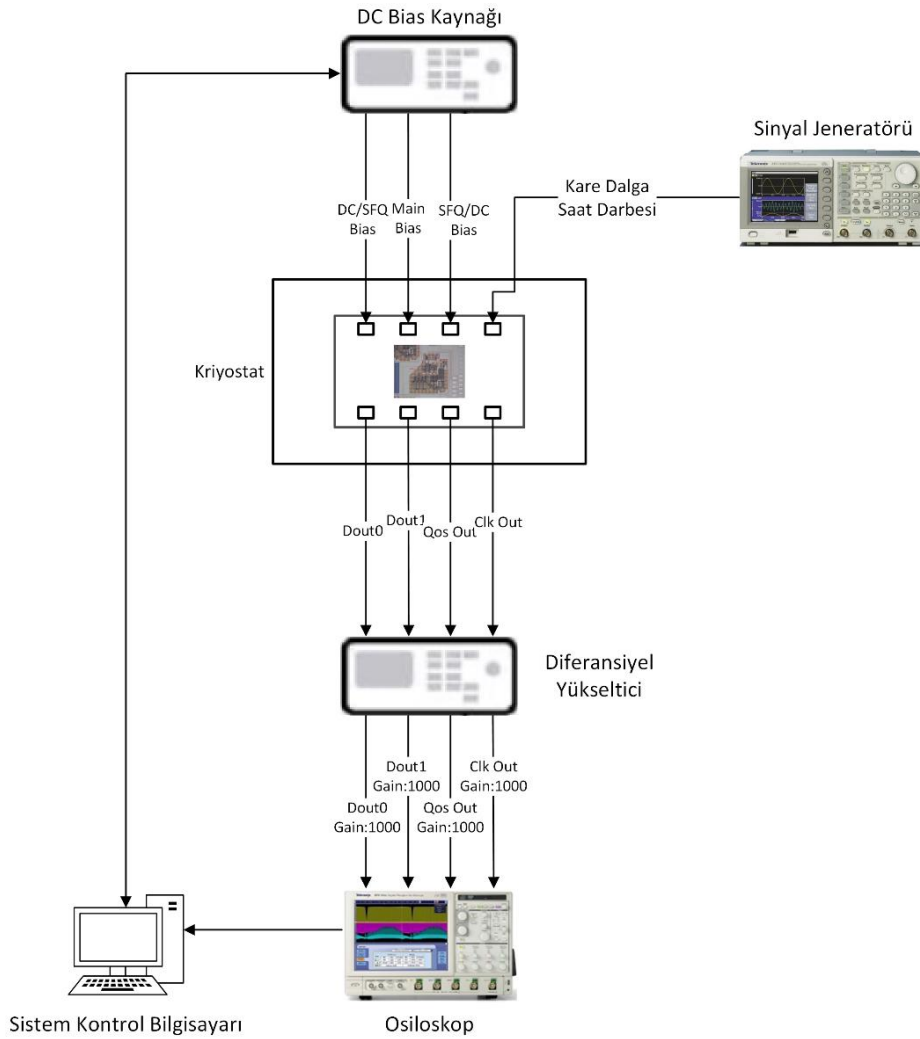 DC Bias Kaynağı
Sinyal Jeneratörü
Kare Dalga
Saat Darbesi
DC/SFQ
Bias
Main
Bias
SFQ/DC
Bias
Kriyostat
Dout0
Dout1
Qos Out
Clk Out
Diferansiyel
Yükseltici
Dout0
Gain:1000
Dout1
Gain:1000
Qos Out
Gain:1000
Clk Out
Gain:1000
Sistem Kontrol Bilgisayarı
Osiloskop